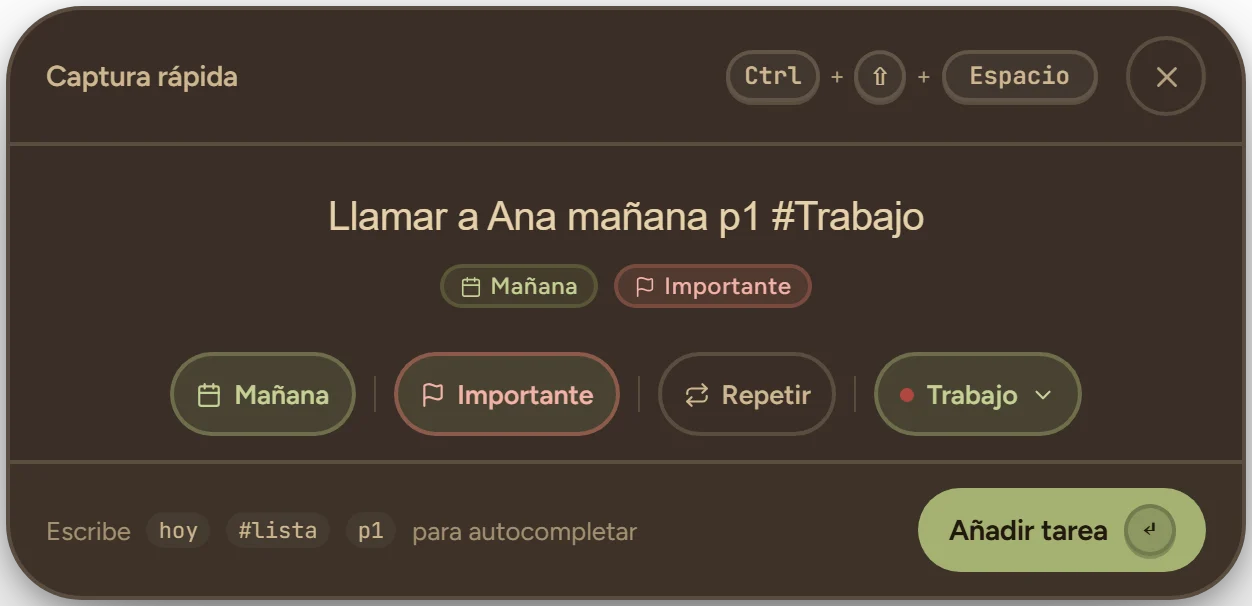 Captura rápida Ctrl + ⇧ + Espacio
Llamar a Ana mañana p1 #Trabajo
Mañana Importante
Mañana Importante Repetir Trabajo
Escribe hoy #lista p1 para autocompletar Añadir tarea ↵